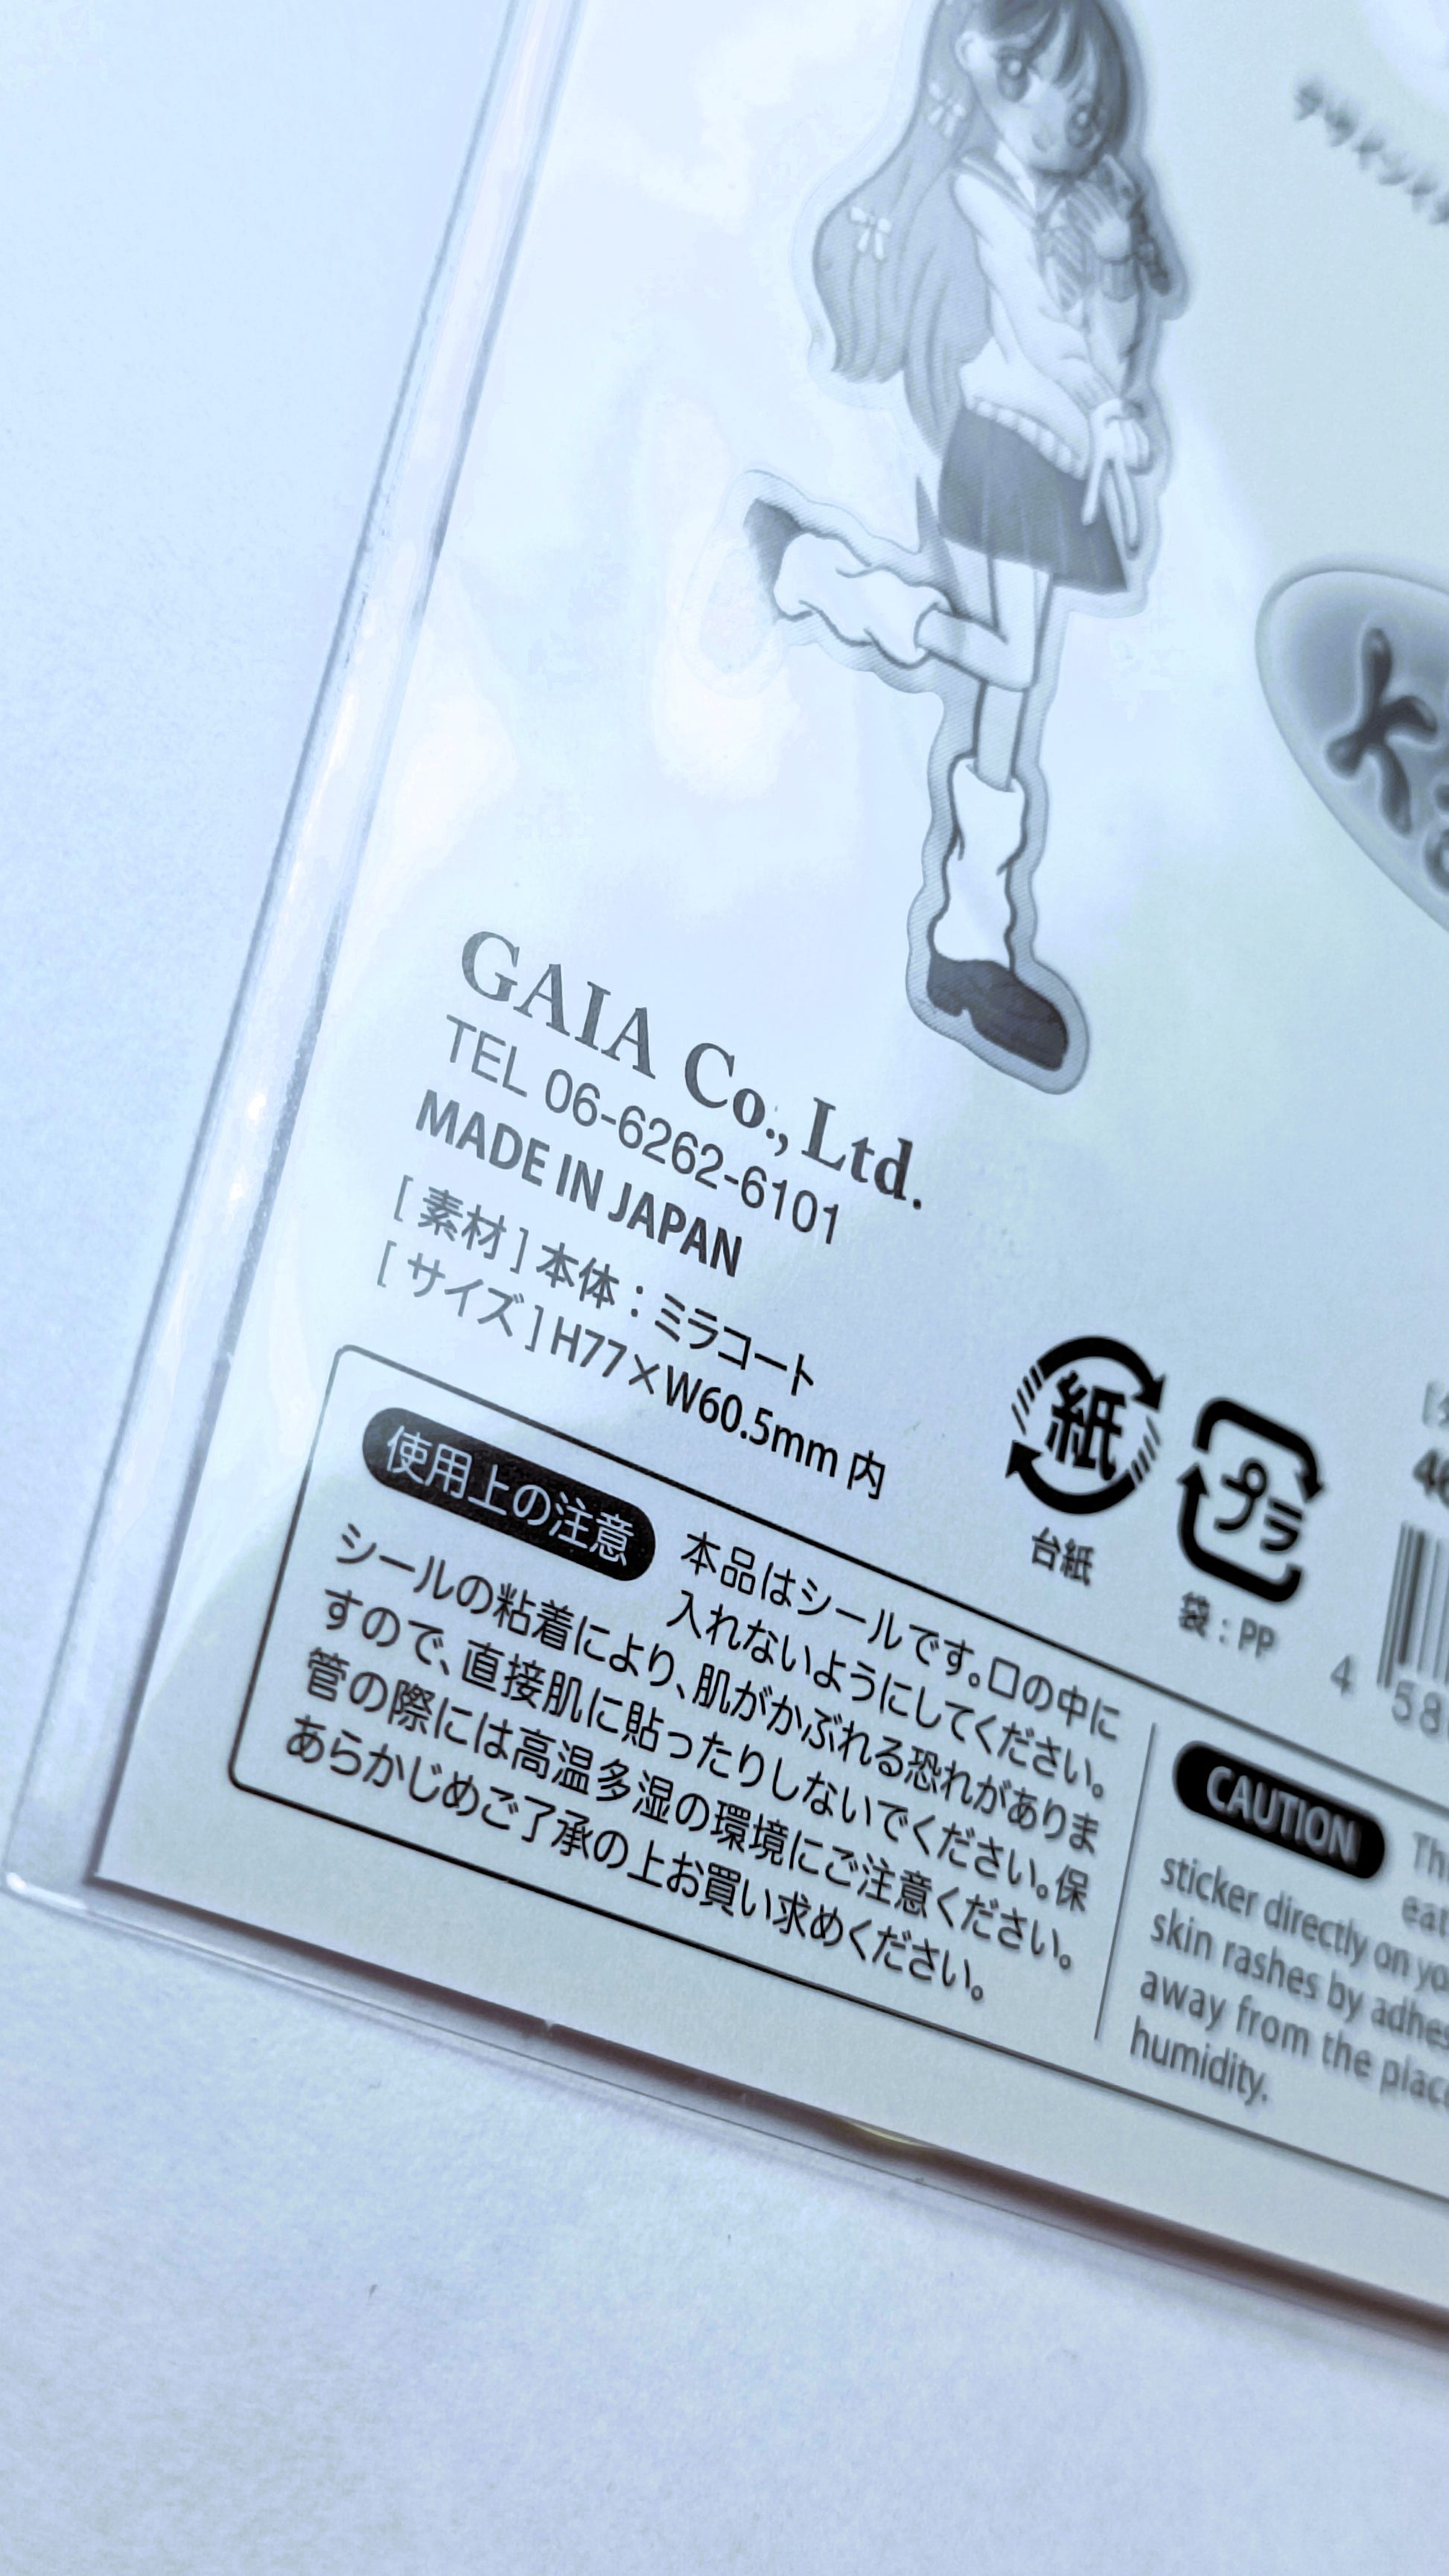 GAIA Co., Ltd.
TEL 06-6262-6101
MADE IN JAPAN
[ 素材 ] 本体：ミラコート
[ サイズ ] H77×W60.5mm 内
紙
台紙
プラ
袋：PP
4 58
使用上の注意
本品はシールです。口の中に
入れないようにしてください。
シールの粘着により、肌がかぶれる恐れがありま
すので、直接肌に貼ったりしないでください。保
管の際には高温多湿の環境にご注意ください。
あらかじめご了承の上お買い求めください。
CAUTION
sticker directly on
skin rashes by
away from the
humidity.